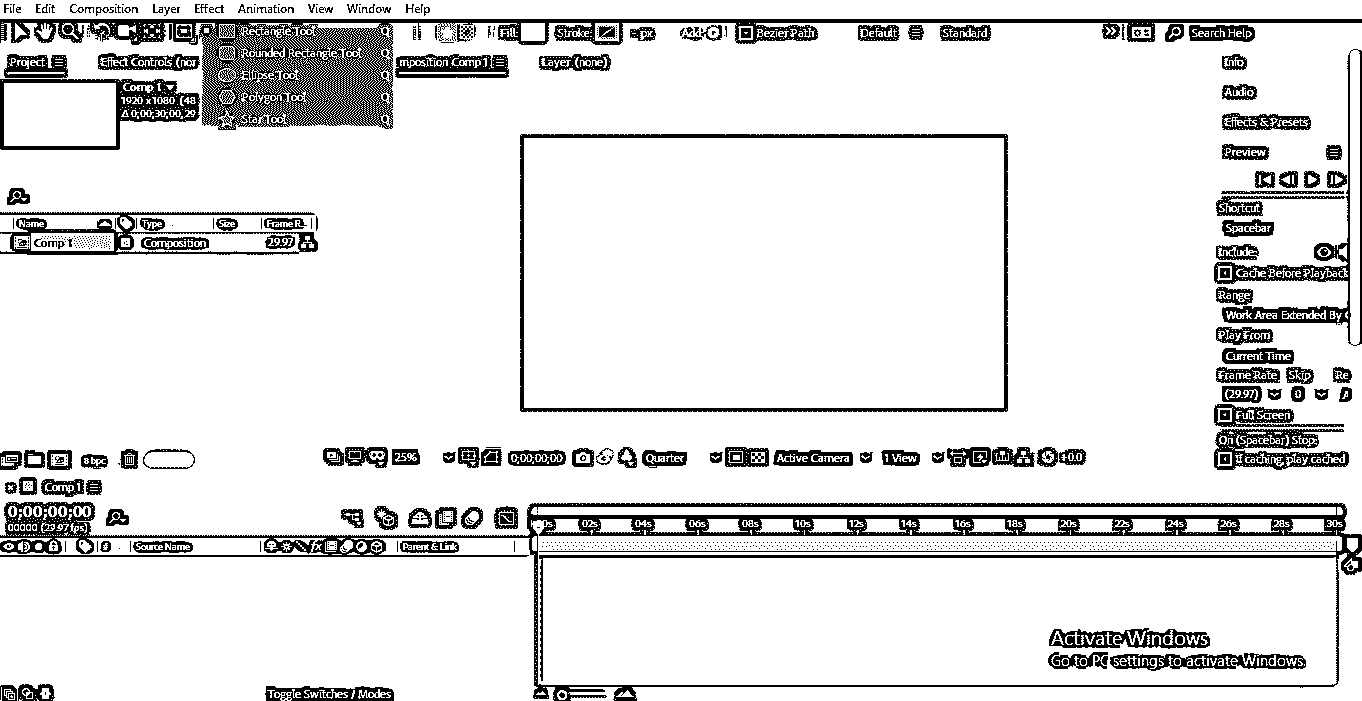 File Edit Composition Layer Effect Animation View Window Help
Rectangle Tool Q
Rounded Rectangle Tool Q
Ellipse Tool Q
Polygon Tool Q
Star Tool Q
Fill: Stroke: px Add: Bezier Path Default Standard Search Help
Project Effect Controls (nor mposition Comp 1 Layer (none)
Comp 1
1920 x 1080 (48
Δ 0;00;30;00, 29
Name Type Size Frame R..
Comp 1 Composition 29.97
Info
Audio
Effects & Presets
Preview
Shortcut
Spacebar
Include:
Cache Before Playback
Range
Work Area Extended By
Play From
Current Time
Frame Rate Skip Re
(29.97) 0
Full Screen
On (Spacebar) Stop:
If caching, play cached
8 bpc 25% 0;00;00;00 Quarter Active Camera 1 View +0.0
Comp 1
0;00;00;00
00000 (29.97 fps)
02s 04s 06s 08s 10s 12s 14s 16s 18s 20s 22s 24s 26s 28s 30s
# Source Name fx Parent & Link
Activate Windows
Go to PC settings to activate Windows.
Toggle Switches / Modes